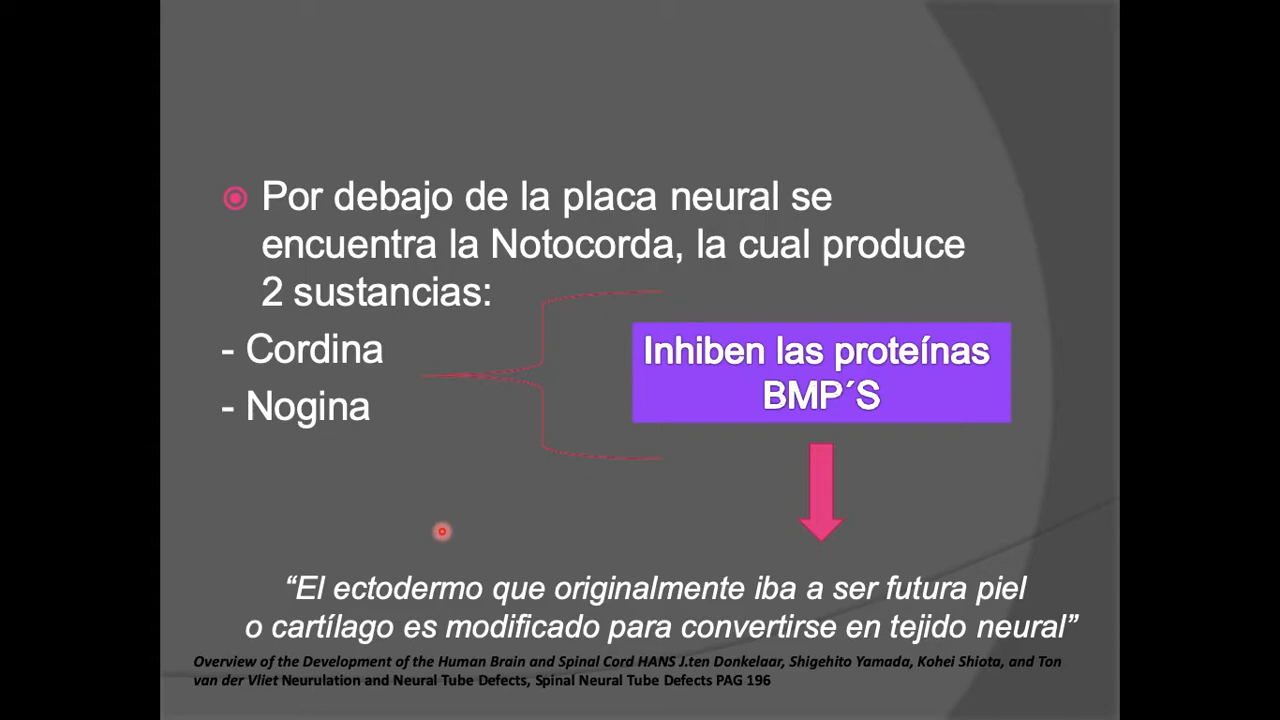 Por debajo de la placa neural se
encuentra la Notocorda, la cual produce
2 sustancias:
- Cordina
- Nogina
Inhiben las proteínas
BMP´S
“El ectodermo que originalmente iba a ser futura piel
o cartílago es modificado para convertirse en tejido neural”
Overview of the Development of the Human Brain and Spinal Cord HANS J.ten Donkelaar, Shigehito Yamada, Kohei Shiota, and Ton
van der Vliet Neurulation and Neural Tube Defects, Spinal Neural Tube Defects PAG 196